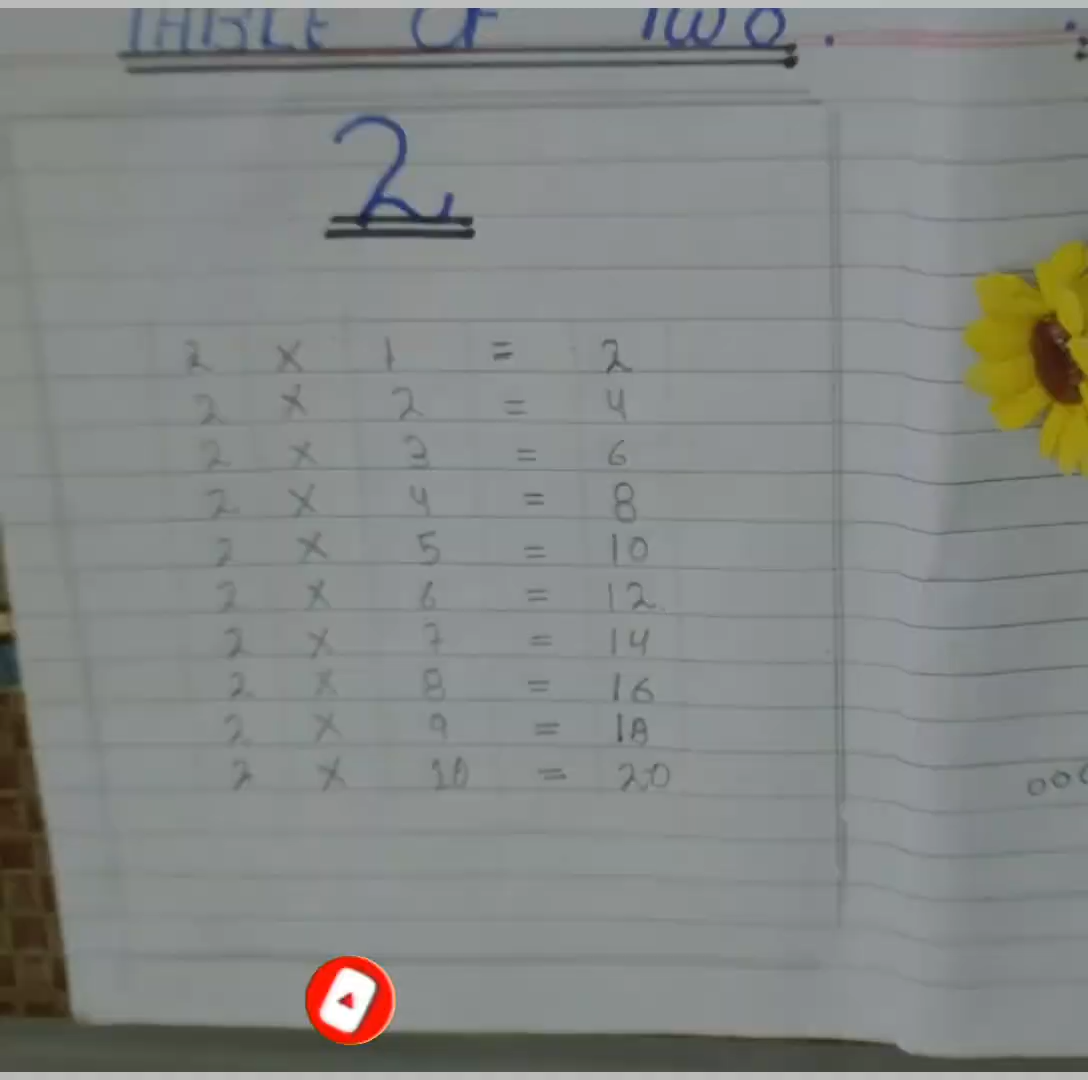 TABLE OF TWO.
2
2 × 1 = 2
2 × 2 = 4
2 × 3 = 6
2 × 4 = 8
2 × 5 = 10
2 × 6 = 12
2 × 7 = 14
2 × 8 = 16
2 × 9 = 18
2 × 10 = 20